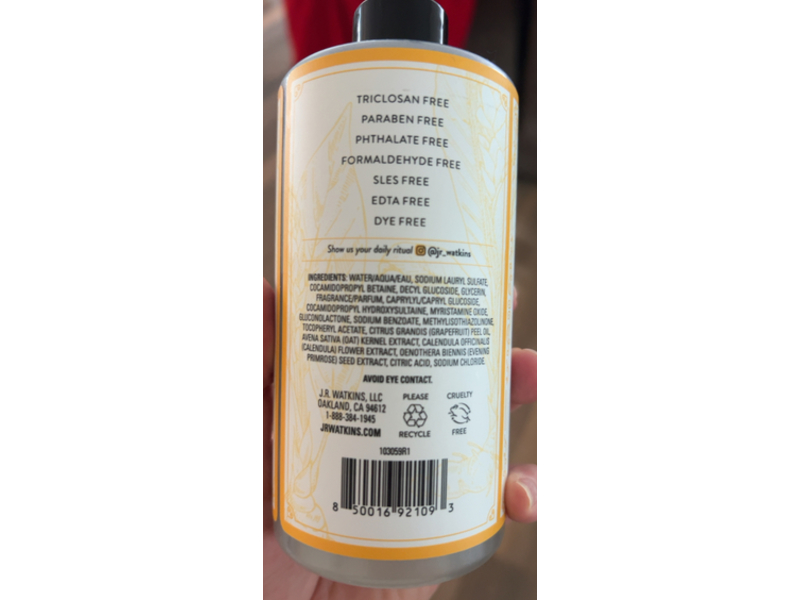 TRICLOSAN FREE
PARABEN FREE
PHTHALATE FREE
FORMALDEHYDE FREE
SLES FREE
EDTA FREE
DYE FREE
Show us your daily ritual @jr_watkins
INGREDIENTS: WATER/AQUA/EAU, SODIUM LAURYL SULFATE,
COCAMIDOPROPYL BETAINE, DECYL GLUCOSIDE, GLYCERIN,
FRAGRANCE/PARFUM, CAPRYLYL/CAPRYL GLUCOSIDE,
COCAMIDOPROPYL HYDROXYSULTAINE, MYRISTAMINE OXIDE,
GLUCONOLACTONE, SODIUM BENZOATE, METHYLISOTHIAZOLINONE,
TOCOPHERYL ACETATE, CITRUS GRANDIS (GRAPEFRUIT) PEEL OIL,
AVENA SATIVA (OAT) KERNEL EXTRACT, CALENDULA OFFICINALIS
(CALENDULA) FLOWER EXTRACT, OENOTHERA BIENNIS (EVENING
PRIMROSE) SEED EXTRACT, CITRIC ACID, SODIUM CHLORIDE.
AVOID EYE CONTACT.
J.R. WATKINS, LLC
OAKLAND, CA 94612
1-888-384-1945
JRWATKINS.COM
PLEASE
RECYCLE
CRUELTY
FREE
103059R1
8 50016 92109 3